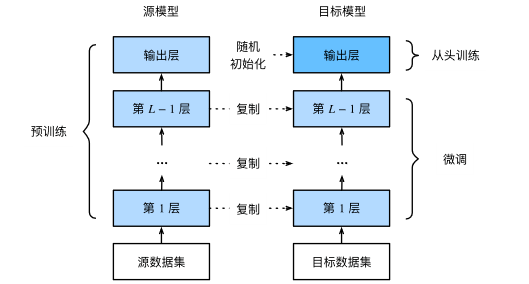 源模型
目标模型
输出层
随机
初始化
输出层
从头训练
第 L − 1 层
复制
第 L − 1 层
预训练
...
复制
...
微调
第 1 层
复制
第 1 层
源数据集
目标数据集